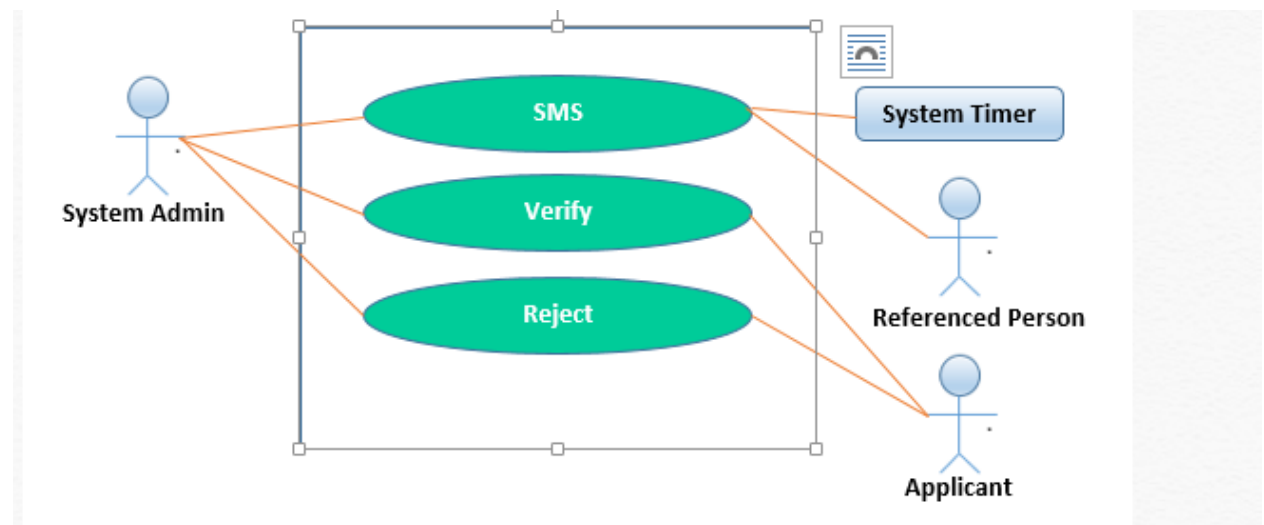 SMS
System Timer
System Admin
Verify
Reject
Referenced Person
Applicant